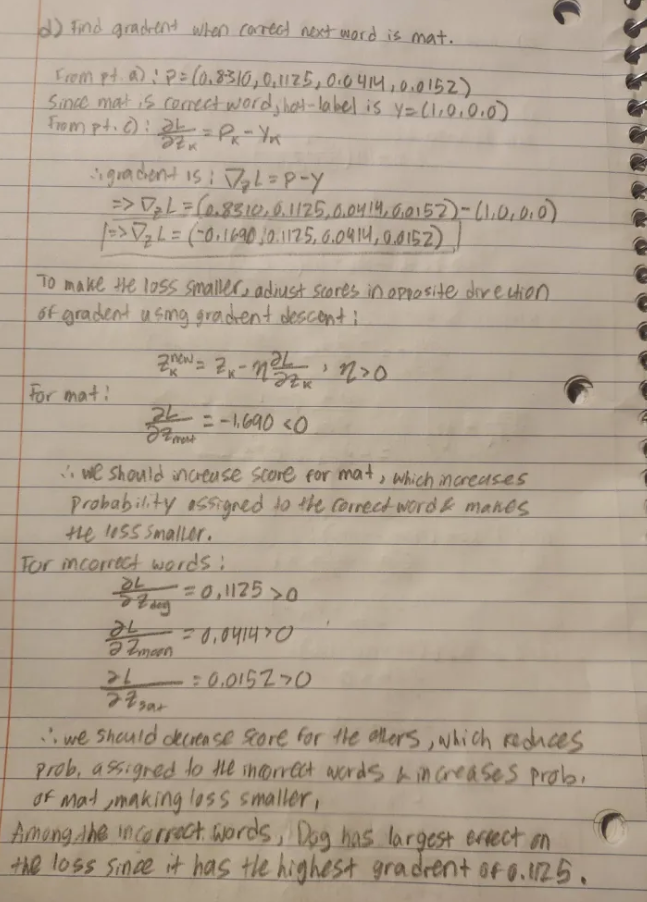 d) Find gradient when correct next word is mat.
From pt. a): P=(0.8310, 0.1125, 0.0414, 0.0152)
Since mat is correct word, hot-label is y=(1,0,0,0)
From pt. c): ∂L/∂z_k = P_k - y_k
∴ gradient is: ∇_z L = P-y
=> ∇_z L = (0.8310, 0.1125, 0.0414, 0.0152) - (1,0,0,0)
=> ∇_z L = (-0.1690, 0.1125, 0.0414, 0.0152)
To make the loss smaller, adjust scores in opposite direction
of gradent using gradient descent:
z_k^new = z_k - η ∂L/∂z_k, η>0
For mat:
∂L/∂z_mat = -1.690 <0
∴ we should increase score for mat, which increases
probability assigned to the correct word & makes
the loss smaller.
For incorrect words:
∂L/∂z_dog = 0.1125 >0
∂L/∂z_moon = 0.0414 >0
∂L/∂z_sat = 0.0152 >0
∴ we should decrease score for the others, which reduces
prob. assigned to the incorrect words & increases prob.
of mat, making loss smaller.
Among the incorrect words, Dog has largest effect on
the loss since it has the highest gradient of 0.1125.